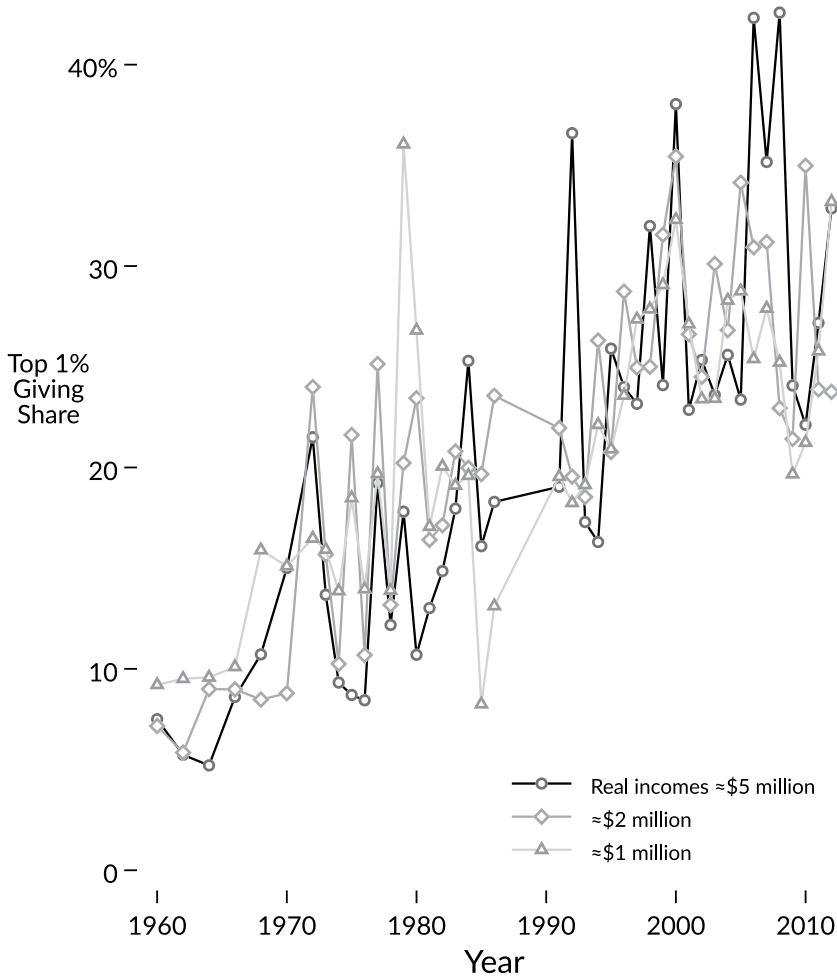 40%
30
Top 1%
Giving
Share
20
10
Real incomes ≈$5 million
≈$2 million
≈$1 million
0
1960 1970 1980 1990 2000 2010
Year